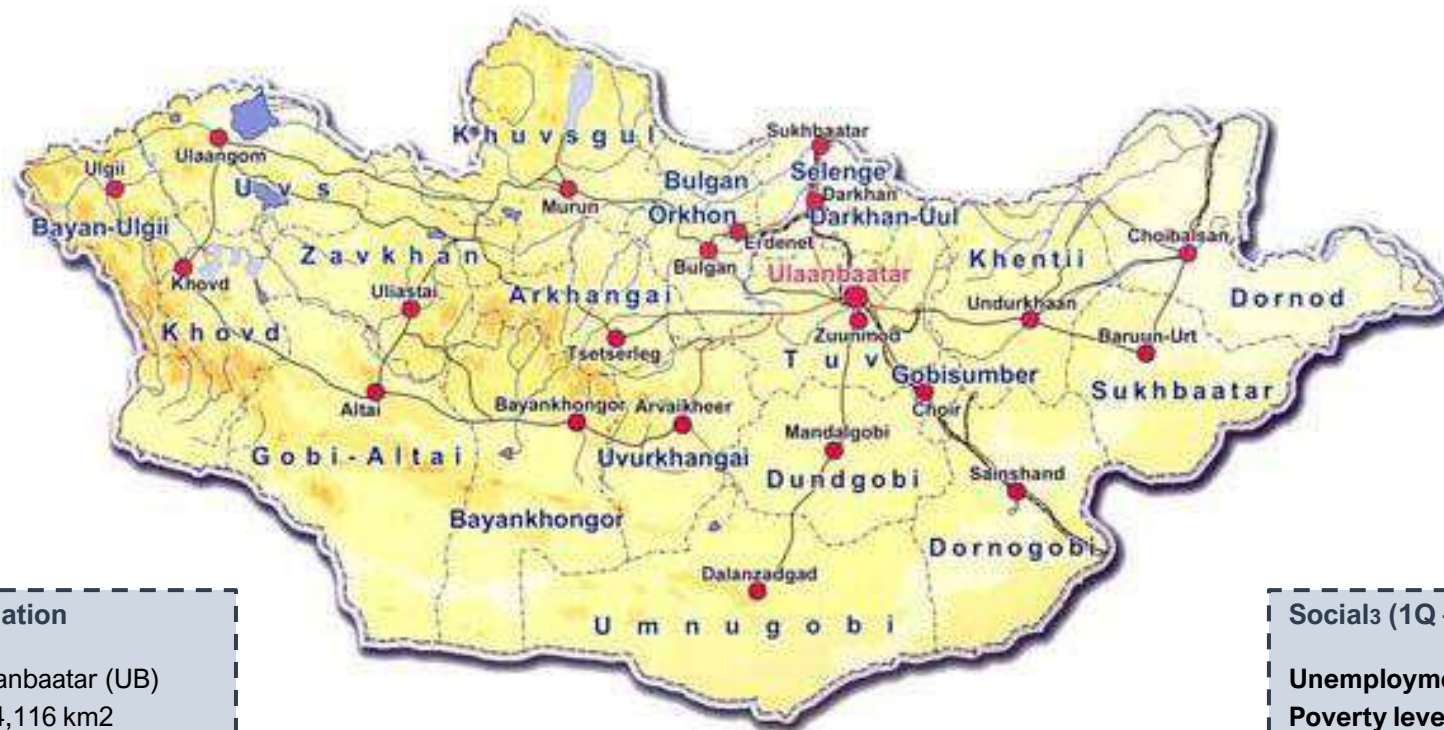 Khuvsgul
Sukhbaatar
Ulaangom
Ulgii
Uvs
Bulgan
Selenge
Murun
Darkhan
Bayan-Ulgii
Orkhon
Darkhan-Uul
Erdenet
Choibalsan
Zavkhan
Bulgan
Khentii
Khovd
Ulaanbaatar
Uliastai
Arkhangai
Undurkhaan
Dornod
Khovd
Zuunmod
Baruun-Urt
Tsetserleg
Tuv
Gobisumber
Sukhbaatar
Altai
Bayankhongor
Arvaikheer
Choir
Mandalgobi
Gobi-Altai
Uvurkhangai
Dundgobi
Sainshand
Bayankhongor
Dornogobi
Dalanzadgad
Umnugobi
ation
anbaatar (UB)
4,116 km2
Social3 (1Q
Unemployme
Poverty leve